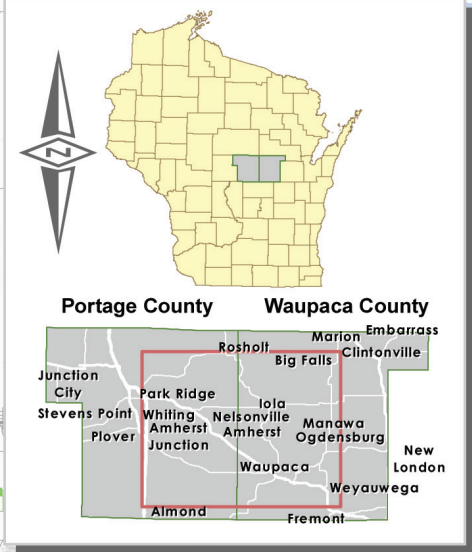 N
Portage County Waupaca County
Embarrass
Marion
Rosholt
Clintonville
Big Falls
Junction
City
Park Ridge
Iola
Stevens Point
Whiting
Nelsonville
Amherst
Junction
Amherst
Manawa
Ogdensburg
Plover
New
London
Waupaca
Weyauwega
Almond
Fremont